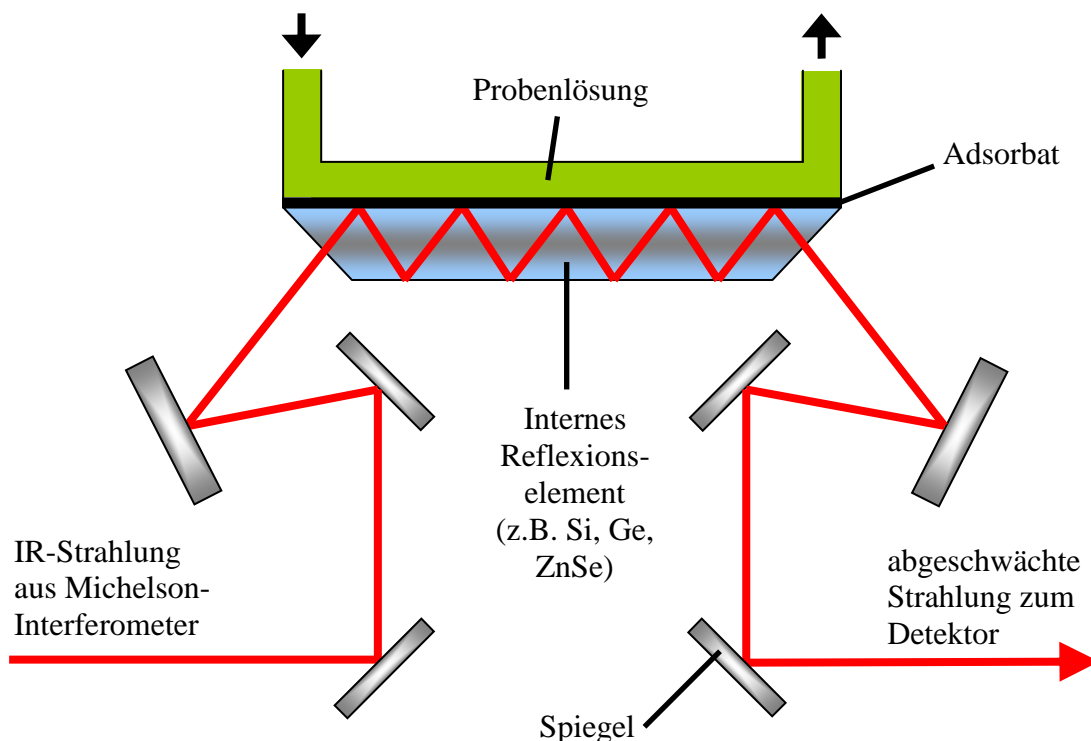 Probenlösung
Adsorbat
Internes
Reflexions-
element
(z.B. Si, Ge,
ZnSe)
IR-Strahlung
aus Michelson-
Interferometer
abgeschwächte
Strahlung zum
Detektor
Spiegel